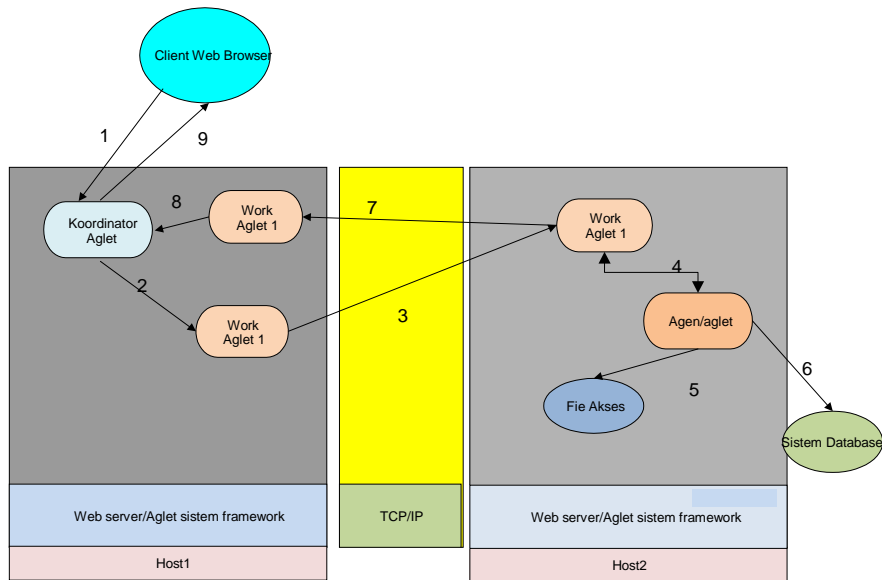 Client Web Browser
1
9
Koordinator
Aglet
8
Work
Aglet 1
7
Work
Aglet 1
2
4
Work
Aglet 1
3
Agen/aglet
6
5
Fie Akses
Sistem Database
Web server/Aglet sistem framework
TCP/IP
Web server/Aglet sistem framework
Host1
Host2